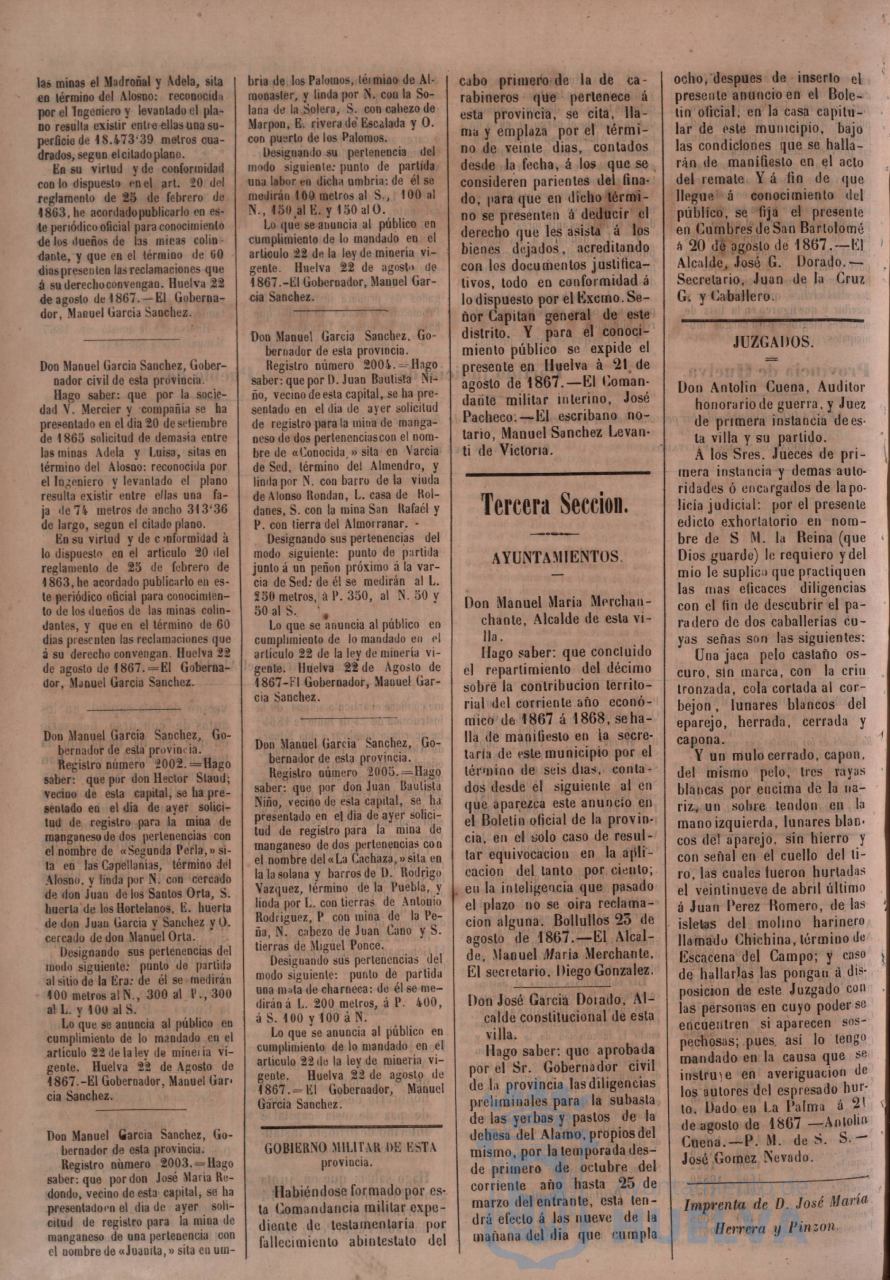 las minas el Madroñal y Adela, sita
en término del Alosno: reconocida
por el Ingeniero y levantado el pla-
no resulta existir entre ellas una su-
perficie de 18.473'39 metros cua-
drados, segun el citado plano.
En su virtud y de conformidad
con lo dispuesto en el art. 20 del
reglamento de 25 de febrero de
1863, he acordado publicarlo en es-
te periódico oficial para conocimiento
de los dueños de las minas colin-
dante, y que en el término de 60
dias presenten las reclamaciones que
á su derecho convengan. Huelva 22
de agosto de 1867.—El Goberna-
dor, Manuel Garcia Sanchez.
Don Manuel Garcia Sanchez, Gober-
nador civil de esta provincia.
Hago saber: que por la socie-
dad V. Mercier y compañia se ha
presentado en el dia 20 de setiembre
de 1865 solicitud de demasia entre
las minas Adela y Luisa, sitas en
término del Alosno: reconocida por
el Ingeniero y levantado el plano
resulta existir entre ellas una fa-
ja de 74 metros de ancho 313'36
de largo, segun el citado plano.
En su virtud y de conformidad á
lo dispuesto en el articulo 20 del
reglamento de 25 de febrero de
1863, he acordado publicarlo en es-
te periódico oficial para conocimien-
to de los dueños de las minas colin-
dantes, y que en el término de 60
dias presenten las reclamaciones que
á su derecho convengan. Huelva 22
de agosto de 1867.=El Goberna-
dor, Manuel Garcia Sanchez.
Don Manuel Garcia Sanchez, Go-
bernador de esta provincia.
Registro número 2002.=Hago
saber: que por don Hector Staud;
vecino de esta capital, se ha pre-
sentado en el dia de ayer solici-
tud de registro para la mina de
manganeso de dos pertenencias con
el nombre de «Segunda Perla,» si-
ta en las Capellanias, término del
Alosno, y linda por N. con cercado
de don Juan de los Santos Orta, S.
huerta de los Hortelanos, E. huerta
de don Juan Garcia y Sanchez y O.
cercado de don Manuel Orta.
Designando sus pertenencias del
modo siguiente: punto de partida
al sitio de la Era: de él se medirán
100 metros al N., 300 al P., 300
al L. y 100 al S.
Lo que se anuncia al público en
cumplimiento de lo mandado en el
artículo 22 de la ley de mineria vi-
gente. Huelva 22 de Agosto de
1867.-El Gobernador, Manuel Gar-
cia Sanchez.
Don Manuel Garcia Sanchez, Go-
bernador de esta provincia.
Registro número 2003.=Hago
saber: que por don José Maria Re-
dondo, vecino de esta capital, se ha
presentado en el dia de ayer soli-
citud de registro para la mina de
manganeso de una pertenencia con
el nombre de «Juanita,» sita en um-
bria de los Palomos, término de Al-
monaster, y linda por N. con la So-
lana de la Solera, S. con cabezo de
Marpon, E. rivera de Escalada y O.
con puerto de los Palomos.
Designando su pertenencia del
modo siguiente: punto de partida
una labor en dicha umbria: de él se
medirán 100 metros al S., 100 al
N., 150 al E. y 150 al O.
Lo que se anuncia al público en
cumplimiento de lo mandado en el
articulo 22 de la ley de mineria vi-
gente. Huelva 22 de agosto de
1867.-El Gobernador, Manuel Gar-
cia Sanchez.
Don Manuel Garcia Sanchez, Go-
bernador de esta provincia.
Registro número 2004.=Hago
saber: que por D. Juan Bautista Ni-
ño, vecino de esta capital, se ha pre-
sentado en el dia de ayer solicitud
de registro para la mina de manga-
neso de dos pertenencias con el nom-
bre de «Conocida,» sita en Varcia
de Sed, término del Almendro, y
linda por N. con barro de la viuda
de Alonso Rondan, L. casa de Rol-
danes, S. con la mina San Rafaél y
P. con tierra del Almorranar.
Designando sus pertenencias del
modo siguiente: punto de partida
junto á un peñon próximo á la var-
cia de Sed: de él se medirán al L.
250 metros, á P. 350, al N. 50 y
50 al S.
Lo que se anuncia al público en
cumplimiento de lo mandado en el
articulo 22 de la ley de mineria vi-
gente. Huelva 22 de Agosto de
1867-El Gobernador, Manuel Gar-
cia Sanchez.
Don Manuel Garcia Sanchez, Go-
bernador de esta provincia.
Registro número 2005.=Hago
saber: que por don Juan Bautista
Niño, vecino de esta capital, se ha
presentado en el dia de ayer solici-
tud de registro para la mina de
manganeso de dos pertenencias con
el nombre del «La Cachaza,» sita en
la la solana y barros de D. Rodrigo
Vazquez, término de la Puebla, y
linda por L. con tierras de Antonio
Rodriguez, P con mina de la Pe-
ña, N. cabezo de Juan Cano y S.
tierras de Miguel Ponce.
Designando sus pertenencias del
modo siguiente: punto de partida
una mata de charneca: de él se me-
dirán á L. 200 metros, á P. 400,
á S. 100 y 100 á N.
Lo que se anuncia al público en
cumplimiento de lo mandado en el
artículo 22 de la ley de mineria vi-
gente. Huelva 22 de agosto de
1867.=El Gobernador, Manuel
Garcia Sanchez.
GOBIERNO MILITAR DE ESTA
provincia.
Habiéndose formado por es-
ta Comandancia militar expe-
diente de testamentaria por
fallecimiento abintestato del
cabo primero de la de ca-
rabineros que pertenece á
esta provincia, se cita, lla-
ma y emplaza por el térmi-
no de veinte dias, contados
desde la fecha, á los que se
consideren parientes del fina-
do, para que en dicho térmi-
no se presenten á deducir el
derecho que les asista á los
bienes dejados, acreditando
con los documentos justifica-
tivos, todo en conformidad á
lo dispuesto por el Excmo. Se-
ñor Capitan general de este
distrito. Y para el conoci-
miento público se expide el
presente en Huelva á 21 de
agosto de 1867.—El Coman-
dante militar interino, José
Pacheco.—El escribano no-
tario, Manuel Sanchez Levan-
ti de Victoria.
Tercera Seccion.
AYUNTAMIENTOS.
Don Manuel Maria Merchan-
chante, Alcalde de esta vi-
lla.
Hago saber: que concluido
el repartimiento del décimo
sobre la contribucion territo-
rial del corriente año econó-
mico de 1867 á 1868, se ha-
lla de manifiesto en la secre-
taría de este municipio por el
término de seis dias, conta-
dos desde el siguiente al en
que aparezca este anuncio en
el Boletin oficial de la provin-
cia, en el solo caso de resul-
tar equivocacion en la apli-
cacion del tanto por ciento;
en la inteligencia que pasado
el plazo no se oira reclama-
cion alguna. Bollullos 23 de
agosto de 1867.—El Alcal-
de, Manuel Maria Merchante.
El secretario, Diego Gonzalez.
Don José Garcia Dorado, Al-
calde constitucional de esta
villa.
Hago saber: que aprobada
por el Sr. Gobernador civil
de la provincia las diligencias
preliminales para la subasta
de las yerbas y pastos de la
dehesa del Alamo, propios del
mismo, por la temporada des-
de primero de octubre del
corriente año hasta 25 de
marzo del entrante, esta ten-
drá efecto á las nueve de la
mañana del dia que cumpla
ocho, despues de inserto el
presente anuncio en el Bole-
tin oficial, en la casa capitu-
lar de este municipio, bajo
las condiciones que se halla-
rán de manifiesto en el acto
del remate. Y á fin de que
llegue á conocimiento del
público, se fija el presente
en Cumbres de San Bartolomé
á 20 de agosto de 1867.—El
Alcalde, José G. Dorado.—
Secretario, Juan de la Cruz
G. y Caballero.
JUZGADOS.
Don Antolin Cuena, Auditor
honorario de guerra, y Juez
de primera instancia de es-
ta villa y su partido.
Á los Sres. Jueces de pri-
mera instancia y demas auto-
ridades ó encargados de la po-
licía judicial: por el presente
edicto exhortatorio en nom-
bre de S M. la Reina (que
Dios guarde) le requiero y del
mio le suplico que practiquen
las mas eficaces diligencias
con el fin de descubrir el pa-
radero de dos caballerías cu-
yas señas son las siguientes:
Una jaca pelo castaño os-
curo, sin marca, con la crin
tronzada, cola cortada al cor-
bejon, lunares blancos del
aparejo, herrada, cerrada y
capona.
Y un mulo cerrado, capon,
del mismo pelo, tres rayas
blancas por encima de la na-
riz, un sobre tendon en la
mano izquierda, lunares blan-
cos del aparejo, sin hierro y
con señal en el cuello del ti-
ro, las cuales fueron hurtadas
el veintinueve de abril último
á Juan Perez Romero, de las
isletas del molino harinero
llamado Chichina, término de
Escacena del Campo; y caso
de hallarlas las pongan á dis-
posicion de este Juzgado con
las personas en cuyo poder se
encuentren si aparecen sos-
pechosas; pues así lo tengo
mandado en la causa que se
instruye en averiguacion de
los autores del espresado hur-
to. Dado en La Palma á 21
de agosto de 1867—Antolin
Cuena.—P. M. de S. S.—
José Gomez Nevado.
Imprenta de D. José María
Herrera y Pinzon.
HUELVA